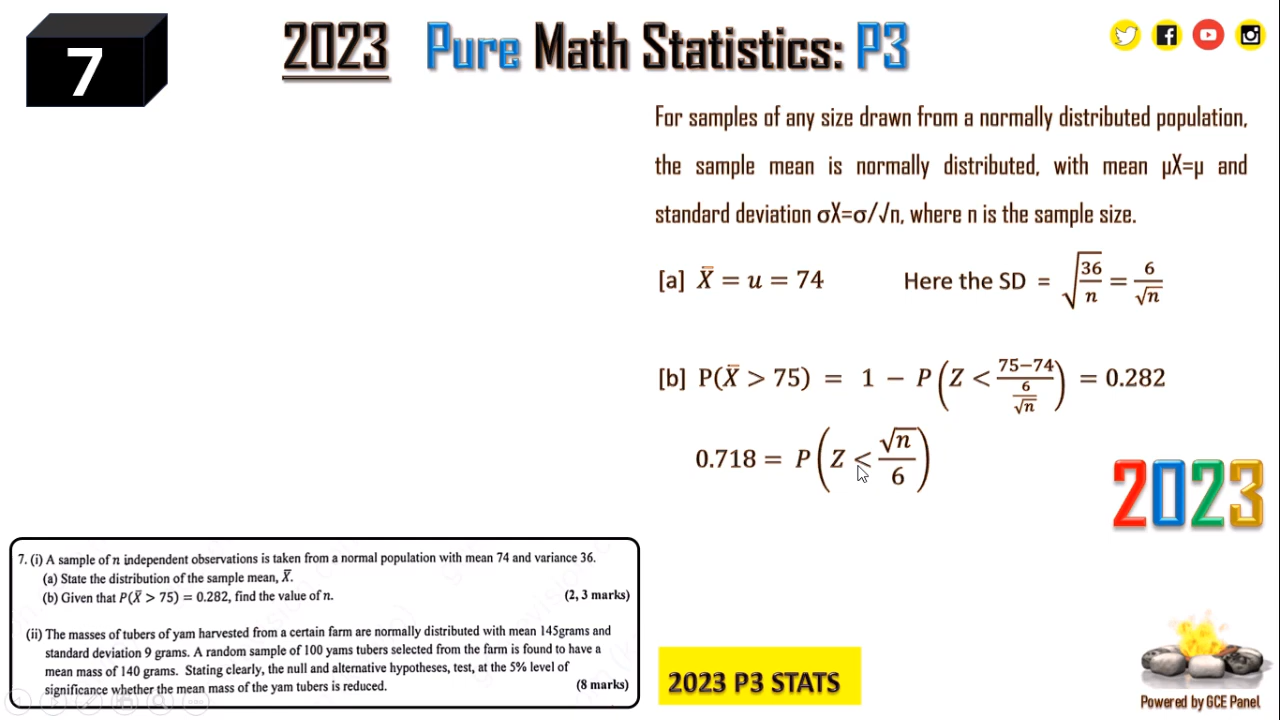 7
2023 Pure Math Statistics: P3
For samples of any size drawn from a normally distributed population,
the sample mean is normally distributed, with mean μX=μ and
standard deviation σX=σ/√n, where n is the sample size.
[a] X̄ = u = 74 Here the SD = √(36/n) = 6/√n
[b] P(X̄ > 75) = 1 − P(Z < (75−74)/(6/√n)) = 0.282
0.718 = P(Z < √n/6)
2023
7. (i) A sample of n independent observations is taken from a normal population with mean 74 and variance 36.
(a) State the distribution of the sample mean, X̄.
(b) Given that P(X̄ > 75) = 0.282, find the value of n. (2, 3 marks)
(ii) The masses of tubers of yam harvested from a certain farm are normally distributed with mean 145grams and
standard deviation 9 grams. A random sample of 100 yams tubers selected from the farm is found to have a
mean mass of 140 grams. Stating clearly, the null and alternative hypotheses, test, at the 5% level of
significance whether the mean mass of the yam tubers is reduced. (8 marks)
2023 P3 STATS
Powered by GCE Panel